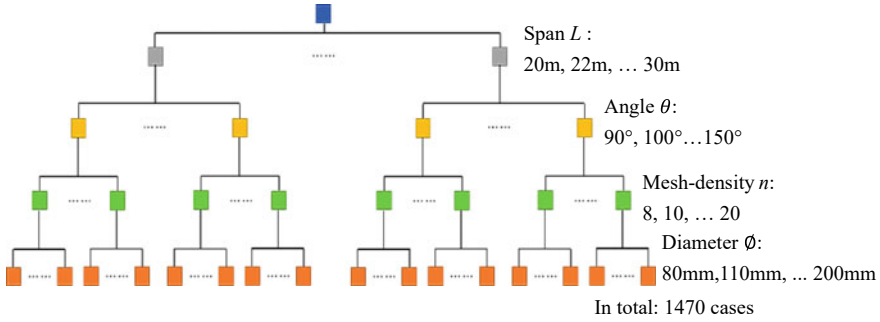 Span L :
20m, 22m, … 30m
Angle θ:
90°, 100°…150°
Mesh-density n:
8, 10, … 20
Diameter ∅:
80mm,110mm, ... 200mm
In total: 1470 cases